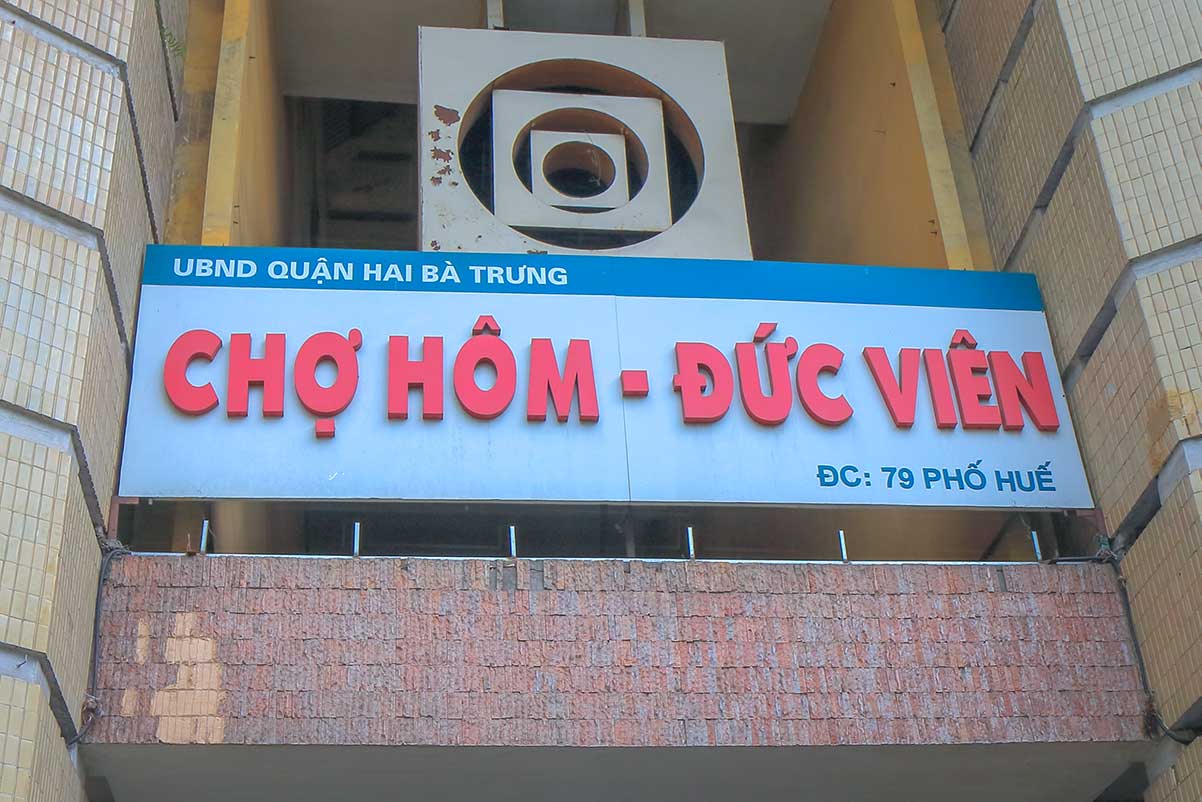 UBND QUẬN HAI BÀ TRƯNG
CHỢ HÔM - ĐỨC VIÊN
ĐC: 79 PHỐ HUẾ